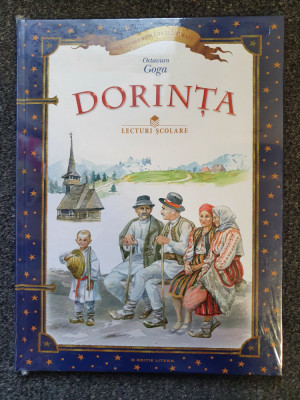 Octavian
Goga
DORINȚA
LECTURI ȘCOLARE